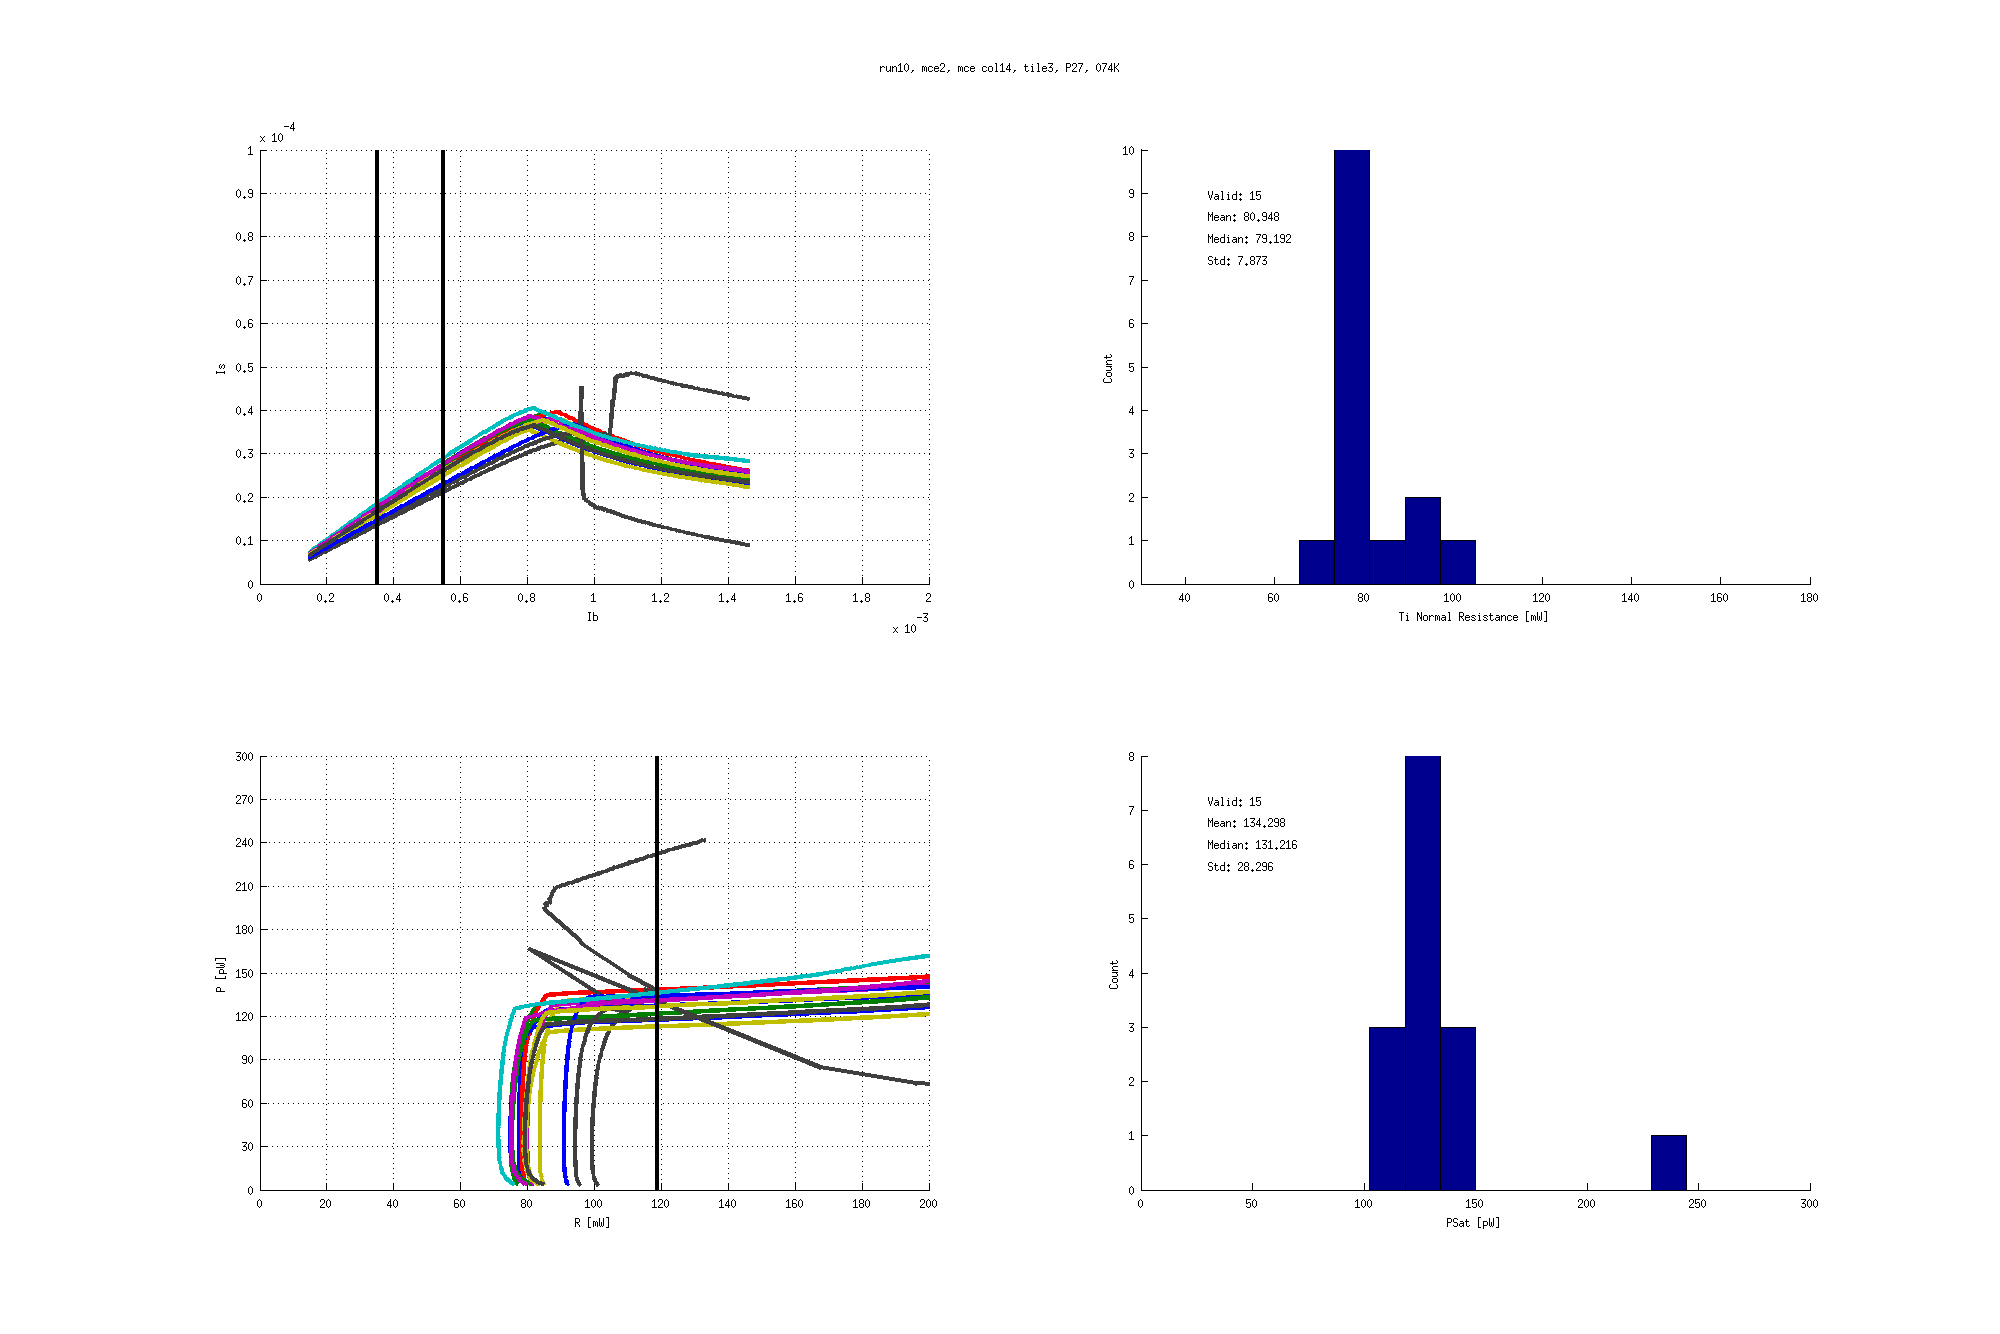 run10, mce2, mce col14, tile3, P27, 074K
x 10^-4
1
0.9
0.8
0.7
0.6
0.5
0.4
0.3
0.2
0.1
0
Is
0 0.2 0.4 0.6 0.8 1 1.2 1.4 1.6 1.8 2
Ib
x 10^-3
10
9
8
7
6
5
4
3
2
1
0
Count
Valid: 15
Mean: 80.948
Median: 79.192
Std: 7.873
40 60 80 100 120 140 160 180
Ti Normal Resistance [mW]
300
270
240
210
180
150
120
90
60
30
0
P [pW]
0 20 40 60 80 100 120 140 160 180 200
R [mW]
8
7
6
5
4
3
2
1
0
Count
Valid: 15
Mean: 134.298
Median: 131.216
Std: 28.296
0 50 100 150 200 250 300
PSat [pW]